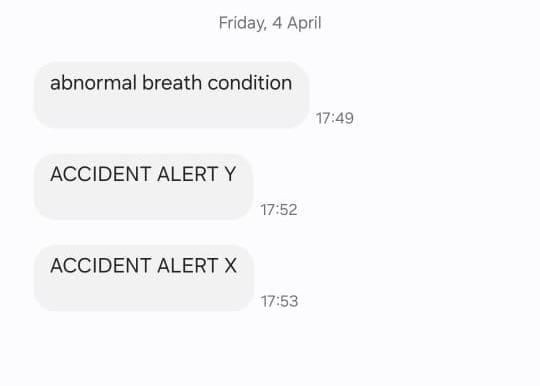 Friday, 4 April
abnormal breath condition
17:49
ACCIDENT ALERT Y
17:52
ACCIDENT ALERT X
17:53